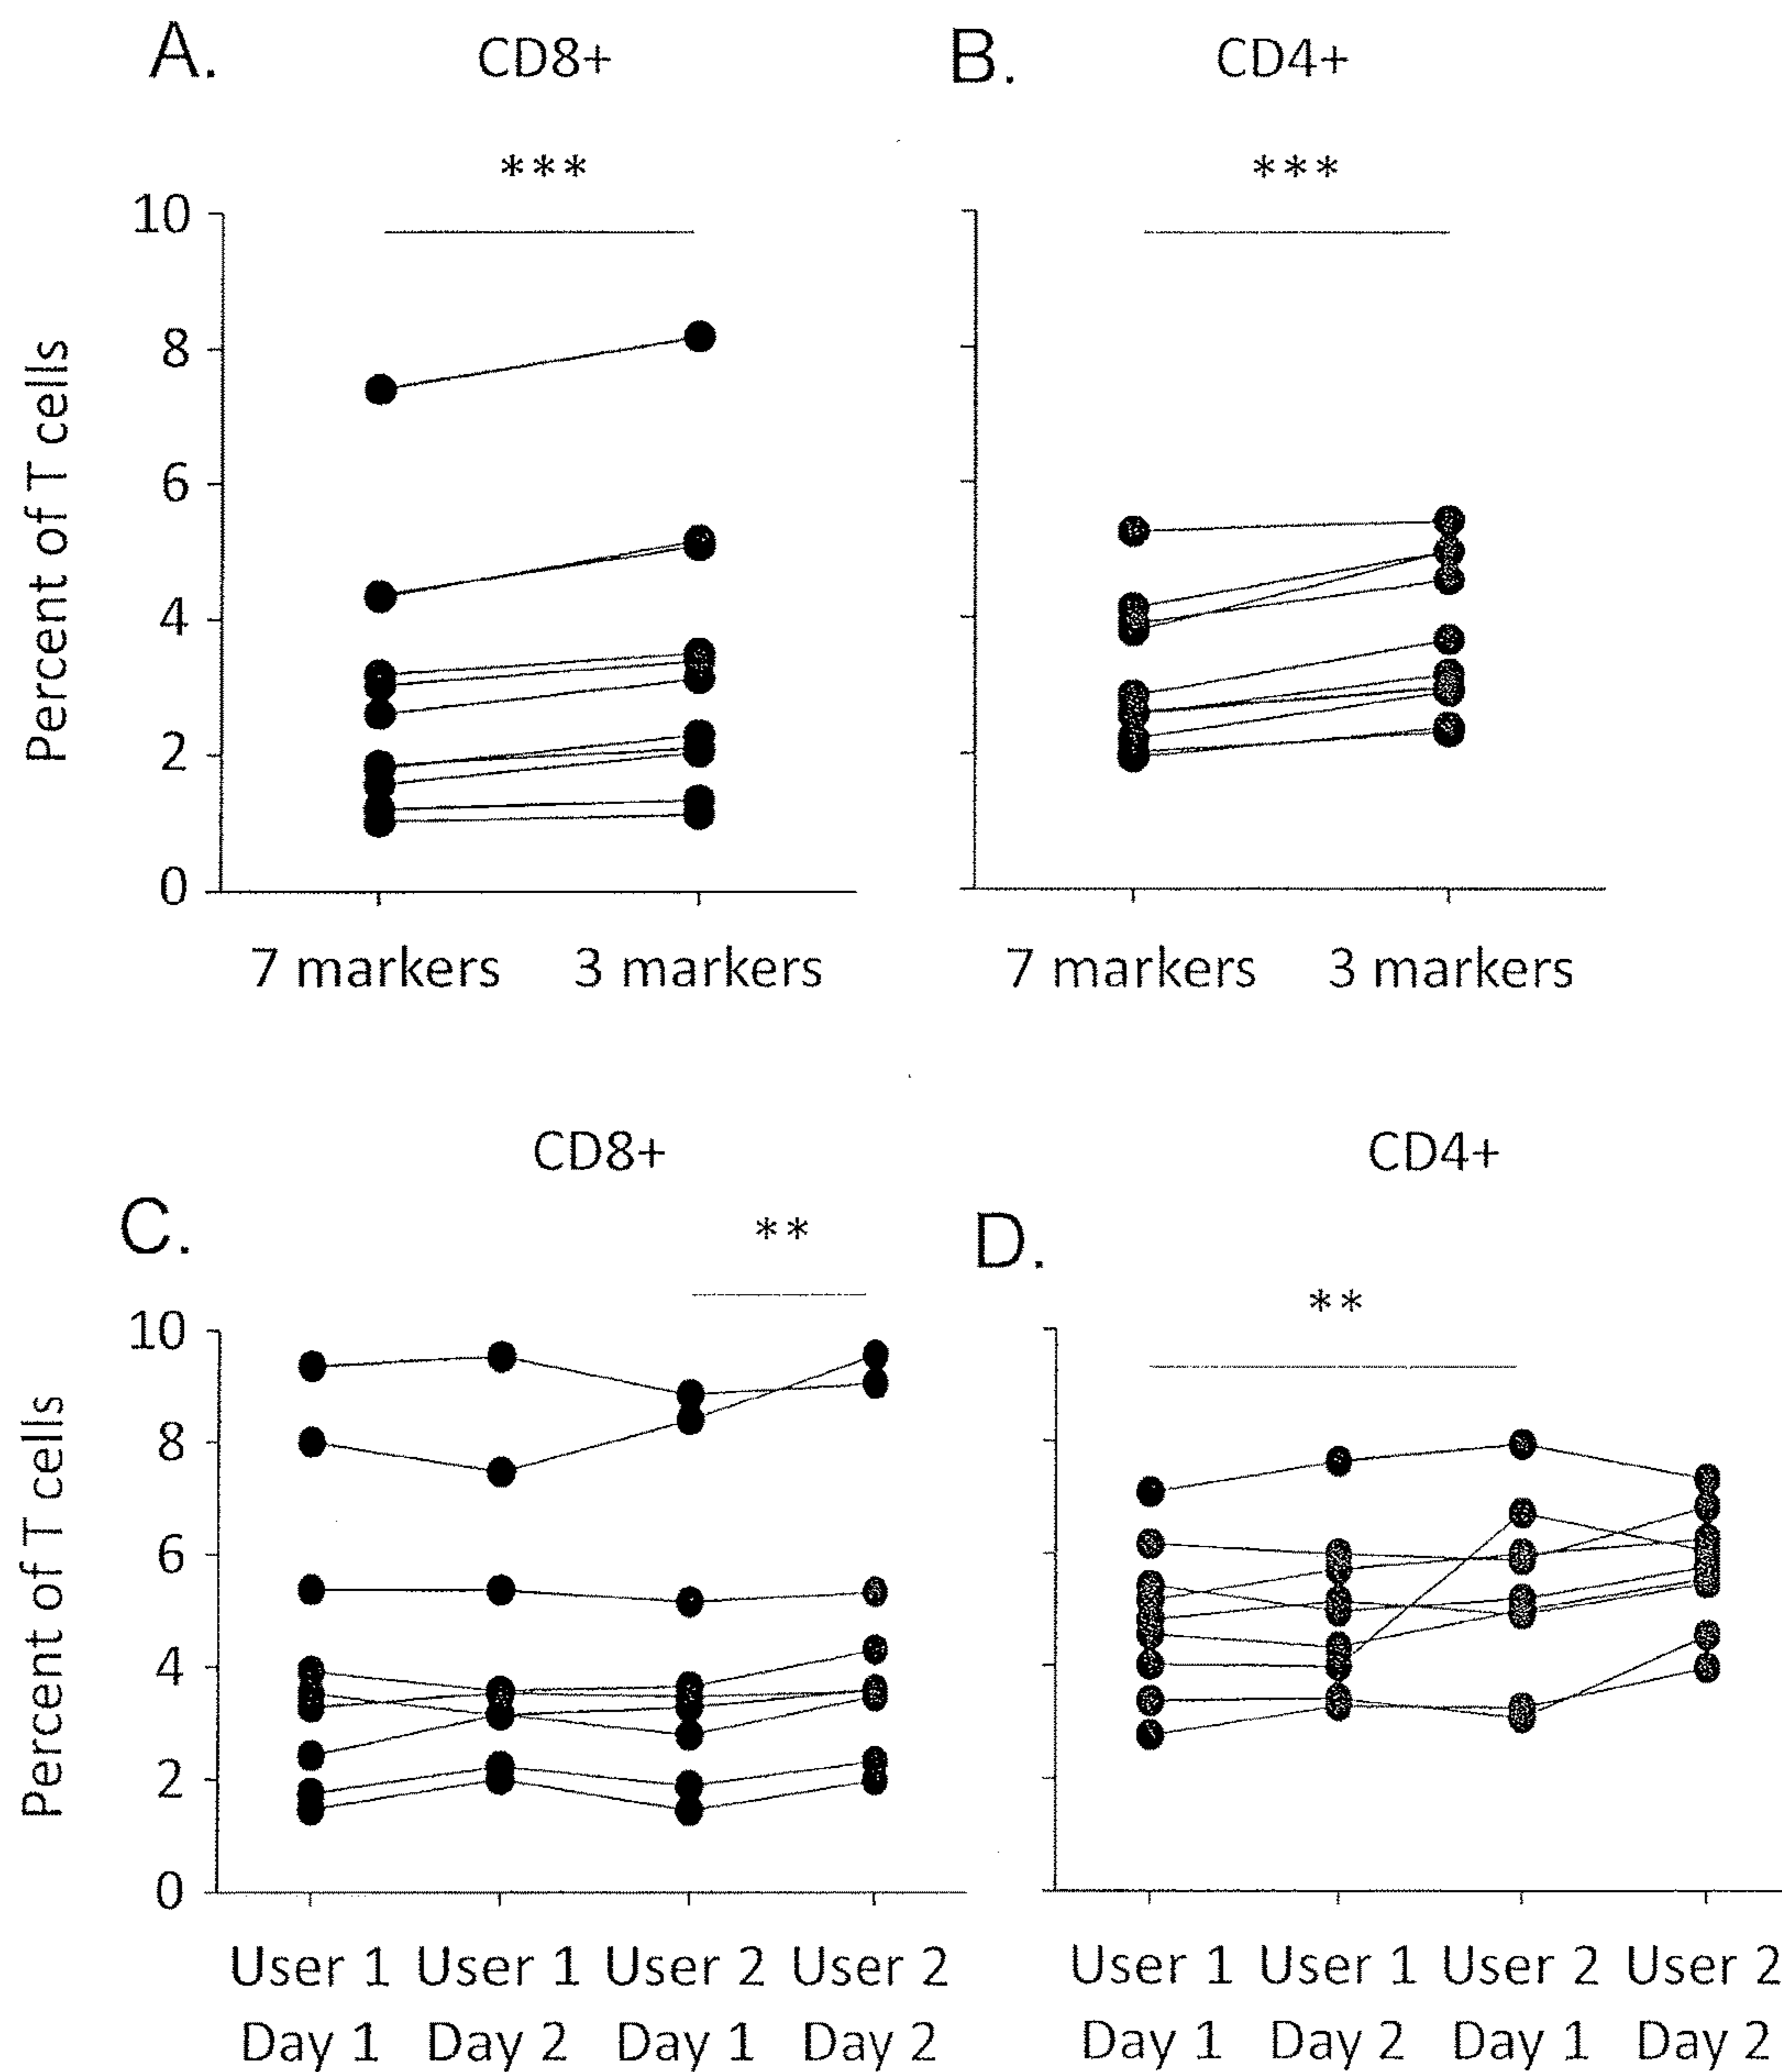 A. CD8+ B. CD4+
*** ***
10
8
6
4
2
0
Percent of T cells
7 markers 3 markers 7 markers 3 markers
CD8+ CD4+
C. ** D.
**
10
8
6
4
2
0
Percent of T cells
User 1 User 1 User 2 User 2 User 1 User 1 User 2 User 2
Day 1 Day 2 Day 1 Day 2 Day 1 Day 2 Day 1 Day 2